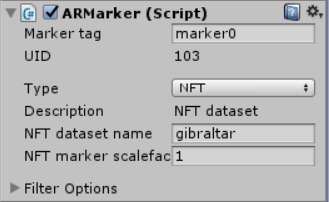 ARMarker (Script)
Marker tag marker0
UID 103
Type NFT
Description NFT dataset
NFT dataset name gibraltar
NFT marker scalefac 1
Filter Options